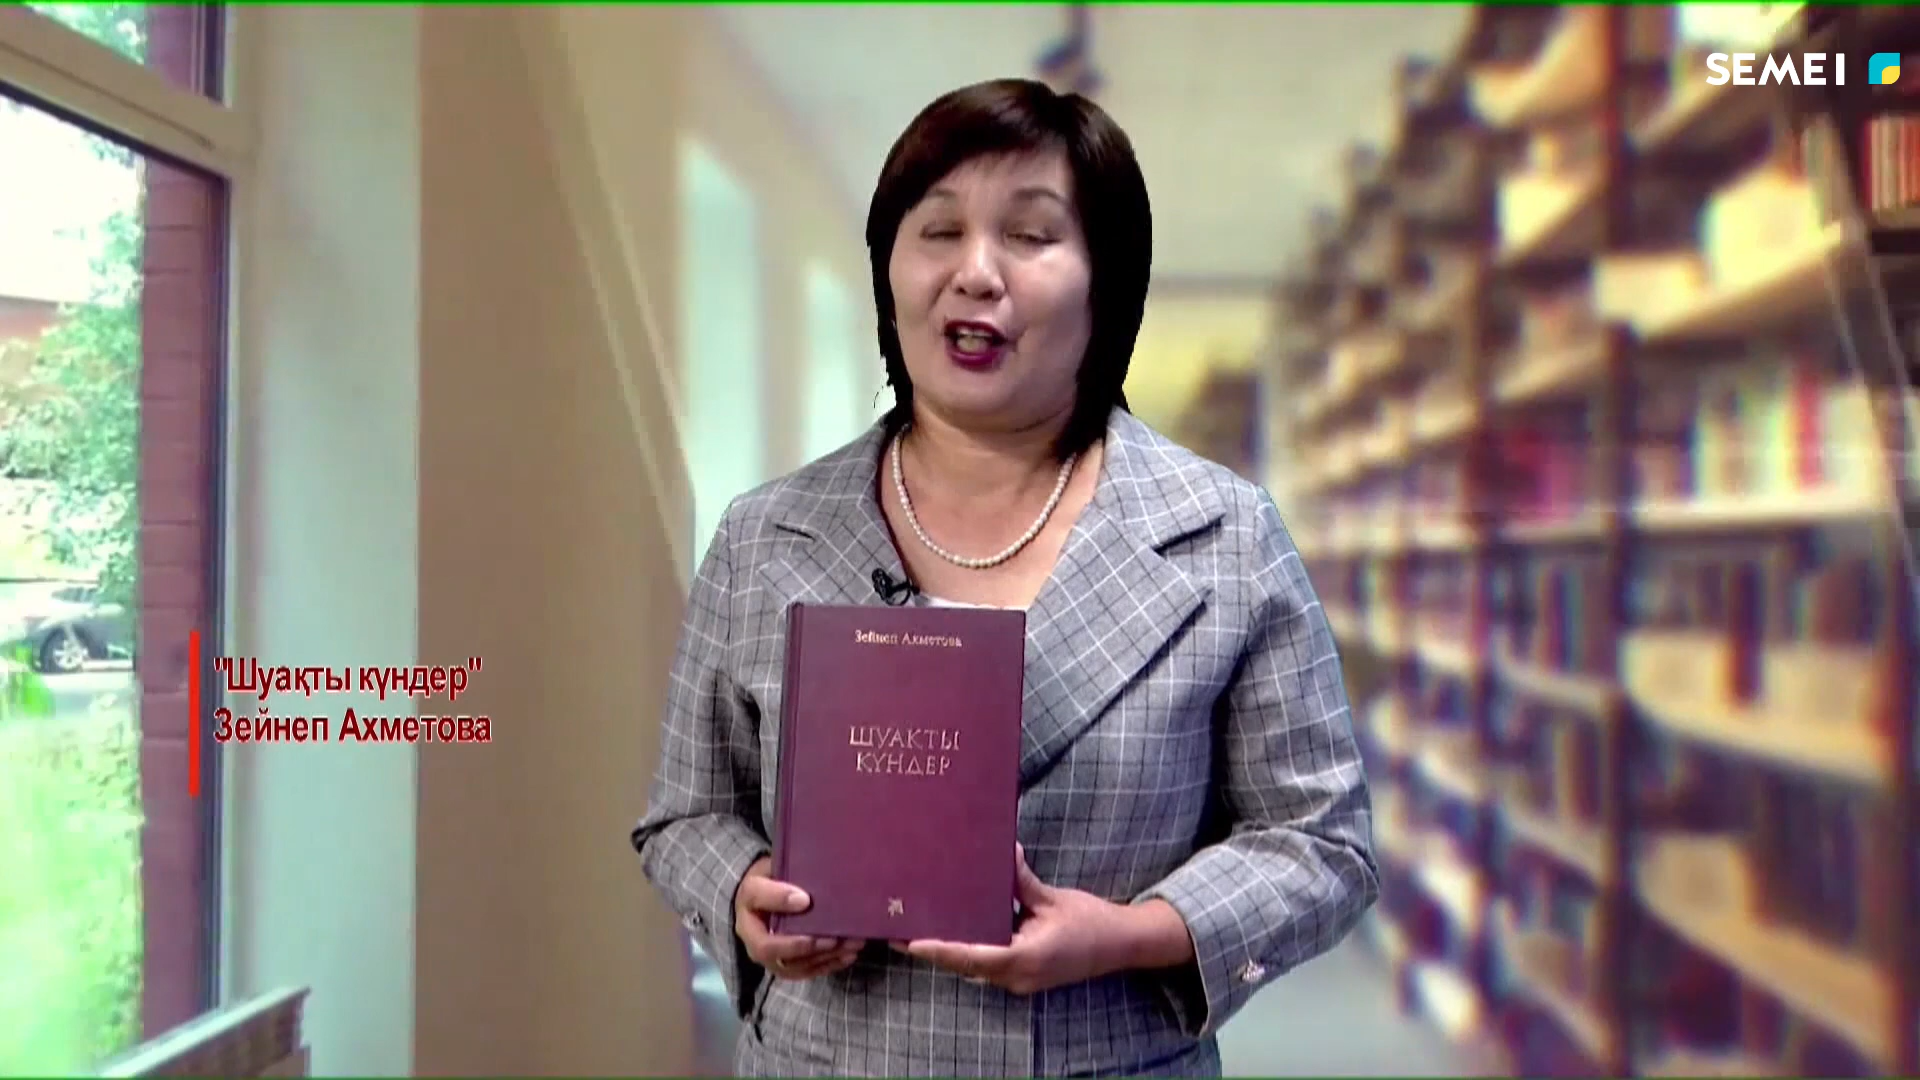 SEMEI
"Шуақты күндер"
Зейнеп Ахметова
Зейнеп Ахметова
ШУАҚТЫ
КҮНДЕР